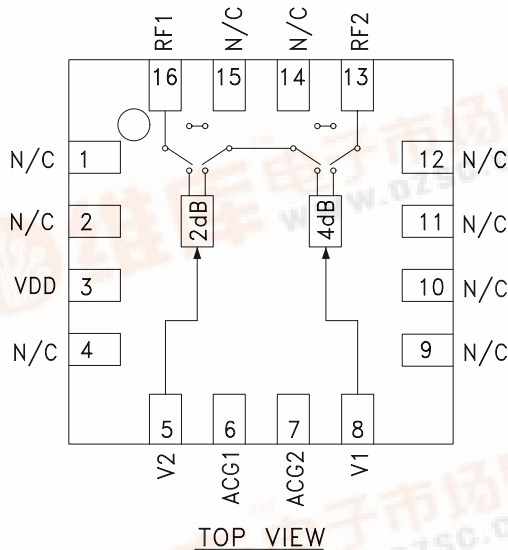 RF1 N/C N/C RF2
16 15 14 13
N/C 1
12 N/C
N/C 2
11 N/C
VDD 3
10 N/C
N/C 4
9 N/C
2dB 4dB
5 6 7 8
V2 ACG1 ACG2 V1
TOP VIEW